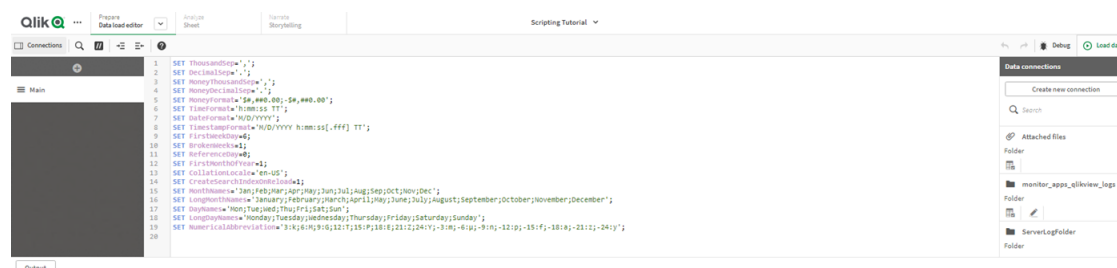 Qlik ... Prepare Data load editor Analyze Sheet Narrate Storytelling Scripting Tutorial
Connections // ? Debug Load da
Main
1 SET ThousandSep=',';
2 SET DecimalSep='.';
3 SET MoneyThousandSep=',';
4 SET MoneyDecimalSep='.';
5 SET MoneyFormat='$#,##0.00;-$#,##0.00';
6 SET TimeFormat='h:mm:ss TT';
7 SET DateFormat='M/D/YYYY';
8 SET TimestampFormat='M/D/YYYY h:mm:ss[.fff] TT';
9 SET FirstWeekDay=6;
10 SET BrokenWeeks=1;
11 SET ReferenceDay=0;
12 SET FirstMonthOfYear=1;
13 SET CollationLocale='en-US';
14 SET CreateSearchIndexOnReload=1;
15 SET MonthNames='Jan;Feb;Mar;Apr;May;Jun;Jul;Aug;Sep;Oct;Nov;Dec';
16 SET LongMonthNames='January;February;March;April;May;June;July;August;September;October;November;December';
17 SET DayNames='Mon;Tue;Wed;Thu;Fri;Sat;Sun';
18 SET LongDayNames='Monday;Tuesday;Wednesday;Thursday;Friday;Saturday;Sunday';
19 SET NumericalAbbreviation='3:k;6:M;9:G;12:T;15:P;18:E;21:Z;24:Y;-3:m;-6:μ;-9:n;-12:p;-15:f;-18:a;-21:z;-24:y';
20
Data connections
Create new connection
Search
Attached files
Folder
monitor_apps_qlikview_logs
Folder
ServerLogFolder
Folder
Output